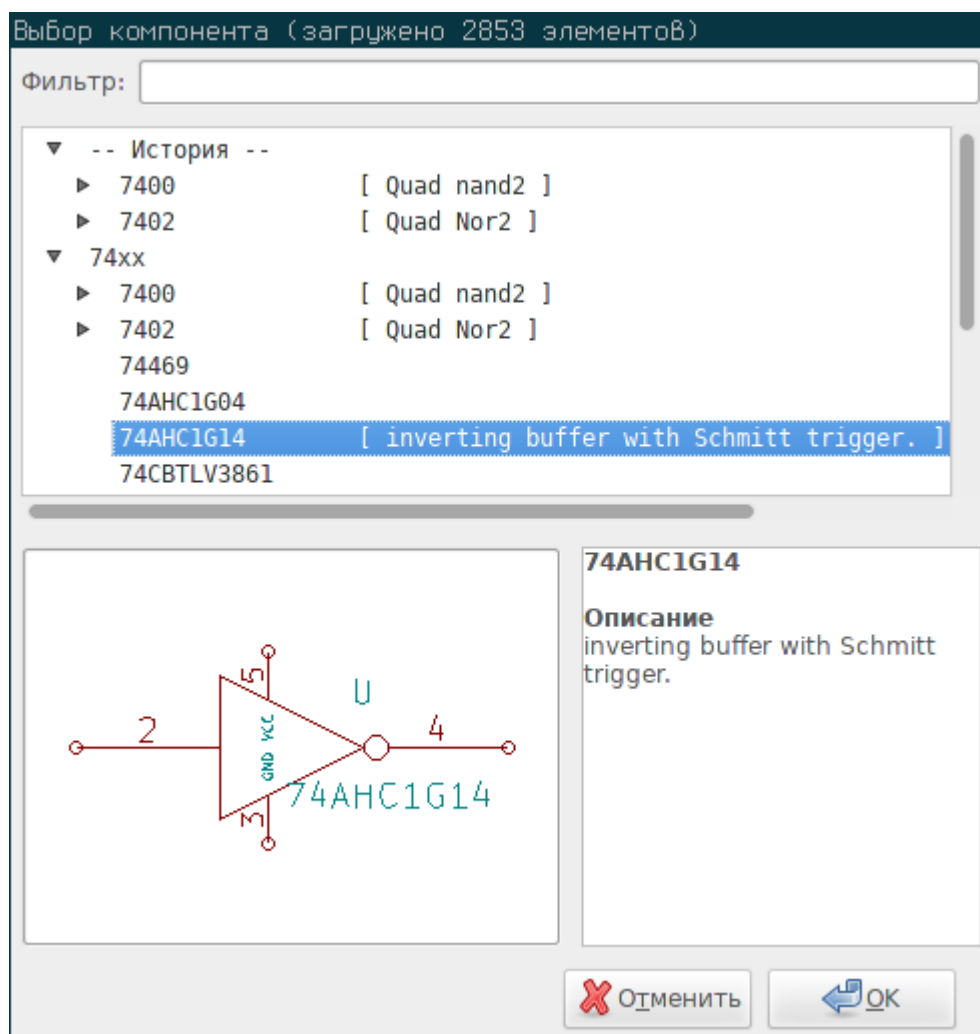 Выбор компонента (загружено 2853 элементов)
Фильтр:
-- История --
7400 [ Quad nand2 ]
7402 [ Quad Nor2 ]
74xx
7400 [ Quad nand2 ]
7402 [ Quad Nor2 ]
74469
74AHC1G04
74AHC1G14 [ inverting buffer with Schmitt trigger. ]
74CBTLV3861
5
U
2
4
GND VCC
74AHC1G14
3
74AHC1G14
Описание
inverting buffer with Schmitt
trigger.
Отменить
OK